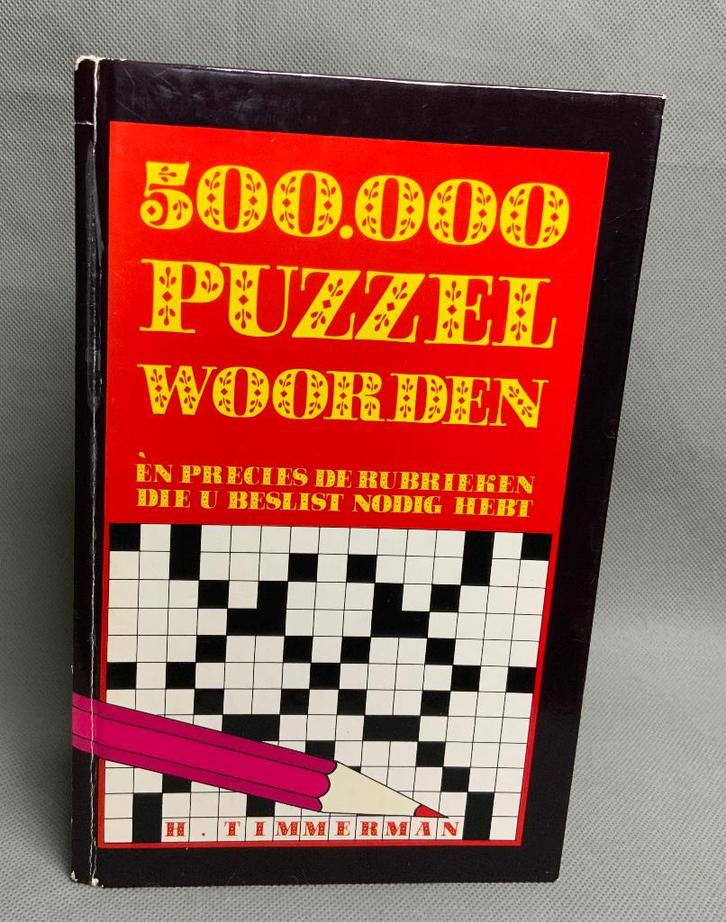 500.000
PUZZEL
WOORDEN
ÈN PRECIES DE RUBRIEKEN
DIE U BESLIST NODIG HEBT
H. TIMMERMAN